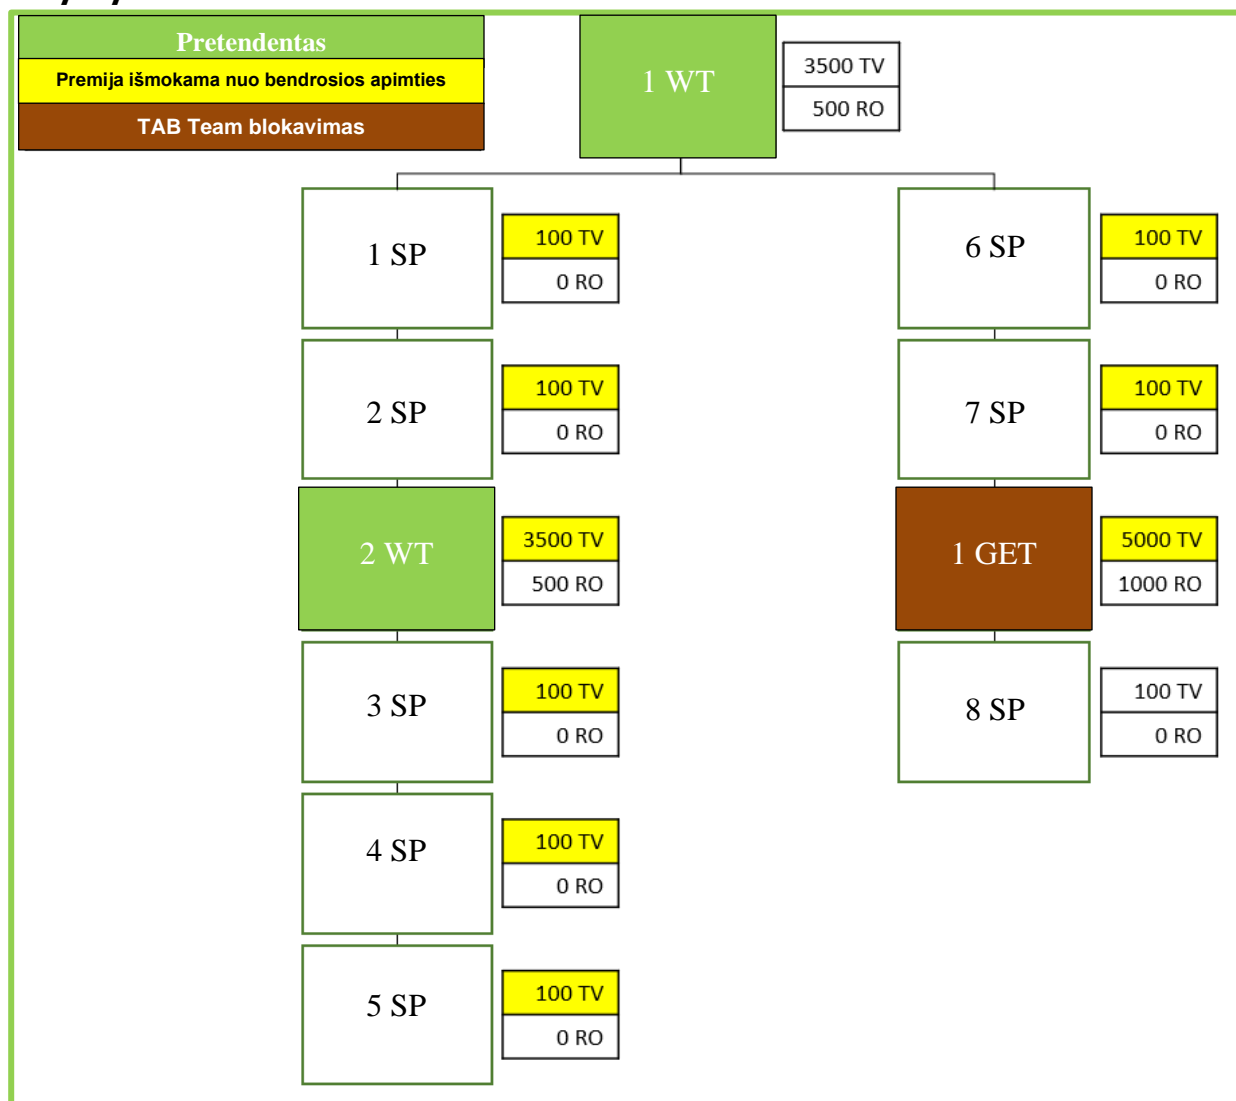 Pretendentas
Premija išmokama nuo bendrosios apimties
TAB Team blokavimas
1 WT
3500 TV
500 RO
1 SP
100 TV
0 RO
6 SP
100 TV
0 RO
2 SP
100 TV
0 RO
7 SP
100 TV
0 RO
2 WT
3500 TV
500 RO
1 GET
5000 TV
1000 RO
3 SP
100 TV
0 RO
8 SP
100 TV
0 RO
4 SP
100 TV
0 RO
5 SP
100 TV
0 RO